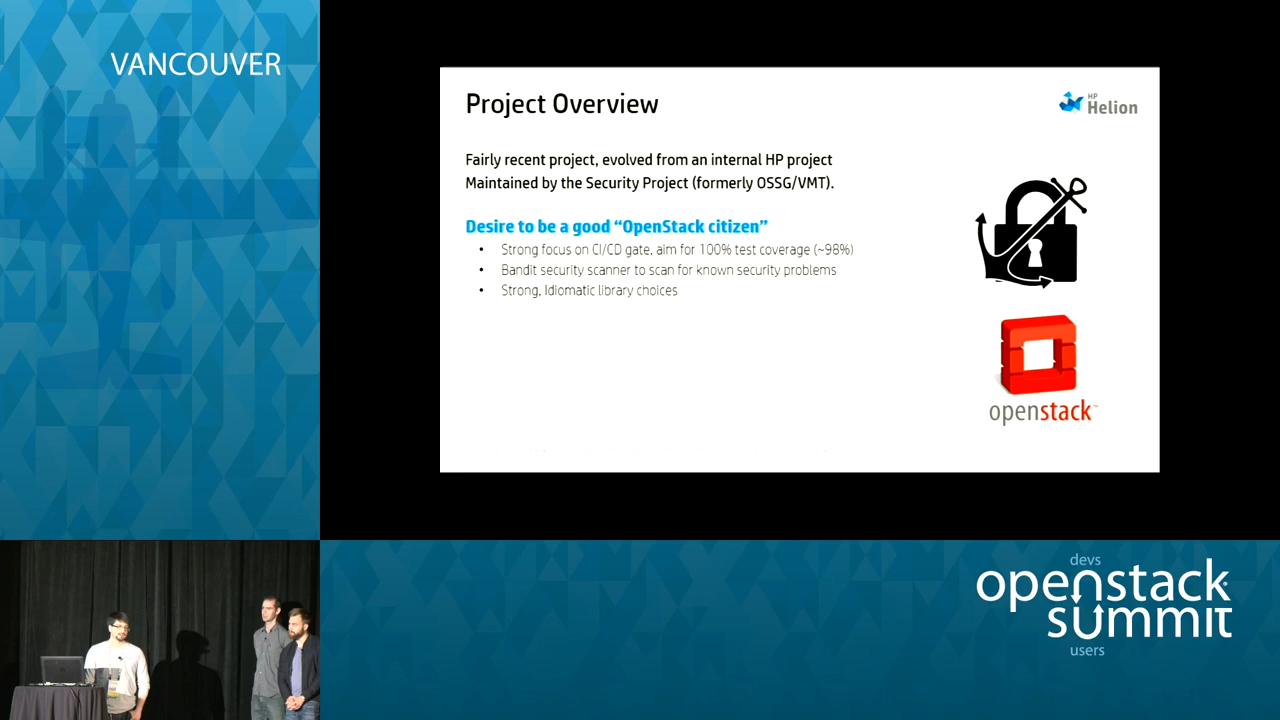 VANCOUVER
Project Overview
HP
Helion
Fairly recent project, evolved from an internal HP project
Maintained by the Security Project (formerly OSSG/VMT).
Desire to be a good “OpenStack citizen”
• Strong focus on CI/CD gate, aim for 100% test coverage (~98%)
• Bandit security scanner to scan for known security problems
• Strong, Idiomatic library choices
openstack™
devs
openstack
summit
users